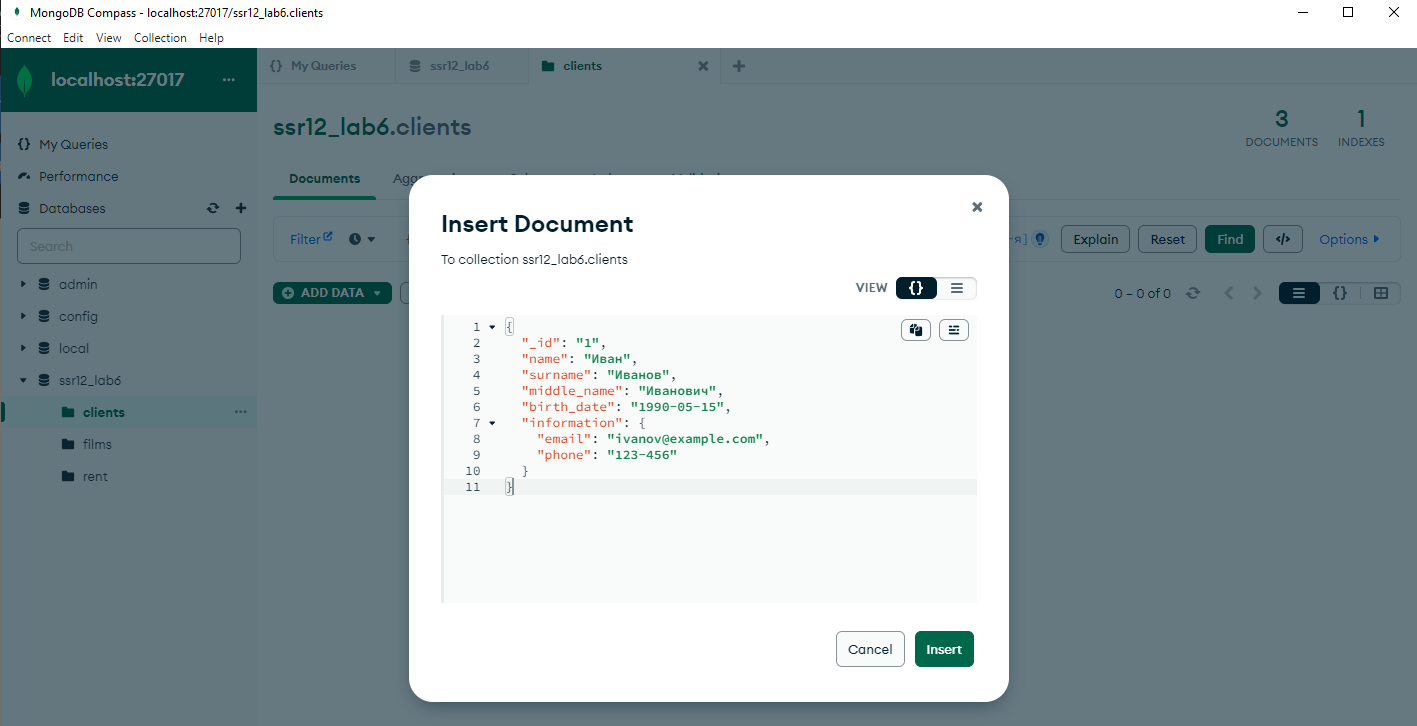 MongoDB Compass - localhost:27017/ssr12_lab6.clients
Connect Edit View Collection Help
localhost:27017 ...
{} My Queries
Performance
Databases
Search
admin
config
local
ssr12_lab6
clients ...
films
rent
{} My Queries
ssr12_lab6
clients
ssr12_lab6.clients
3
DOCUMENTS
1
INDEXES
Documents
Filter
-я]
Explain
Reset
Find
</>
Options
ADD DATA
0 – 0 of 0
{}
Insert Document
To collection ssr12_lab6.clients
VIEW {}
1 {
2 "_id": "1",
3 "name": "Иван",
4 "surname": "Иванов",
5 "middle_name": "Иванович",
6 "birth_date": "1990-05-15",
7 "information": {
8 "email": "ivanov@example.com",
9 "phone": "123-456"
10 }
11 }
Cancel
Insert